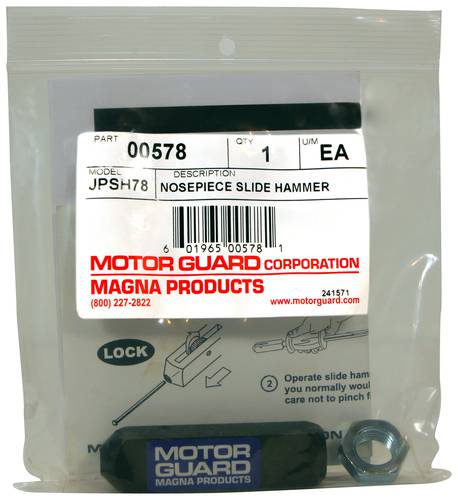 PART 00578 QTY 1 U/M EA
MODEL JPSH78 DESCRIPTION NOSEPIECE SLIDE HAMMER
6 01965 00578 1
MOTOR GUARD CORPORATION
MAGNA PRODUCTS 241571
(800) 227-2822 www.motorguard.com
LOCK
2 Operate slide ham
you normally wou
care not to pinch f
MOTOR
GUARD
MAGNA PRODUCTS